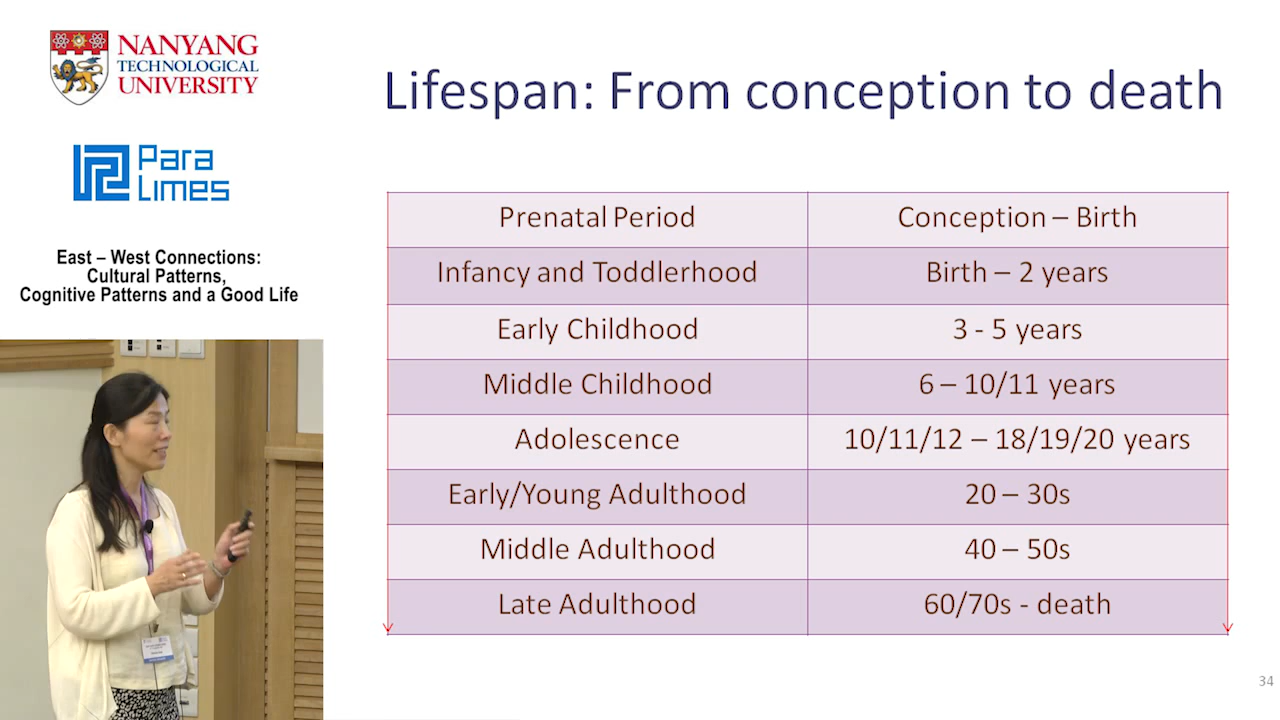 NANYANG
TECHNOLOGICAL
UNIVERSITY
Para
Limes
East – West Connections:
Cultural Patterns,
Cognitive Patterns and a Good Life
Lifespan: From conception to death
Prenatal Period Conception – Birth
Infancy and Toddlerhood Birth – 2 years
Early Childhood 3 - 5 years
Middle Childhood 6 – 10/11 years
Adolescence 10/11/12 – 18/19/20 years
Early/Young Adulthood 20 – 30s
Middle Adulthood 40 – 50s
Late Adulthood 60/70s - death
34